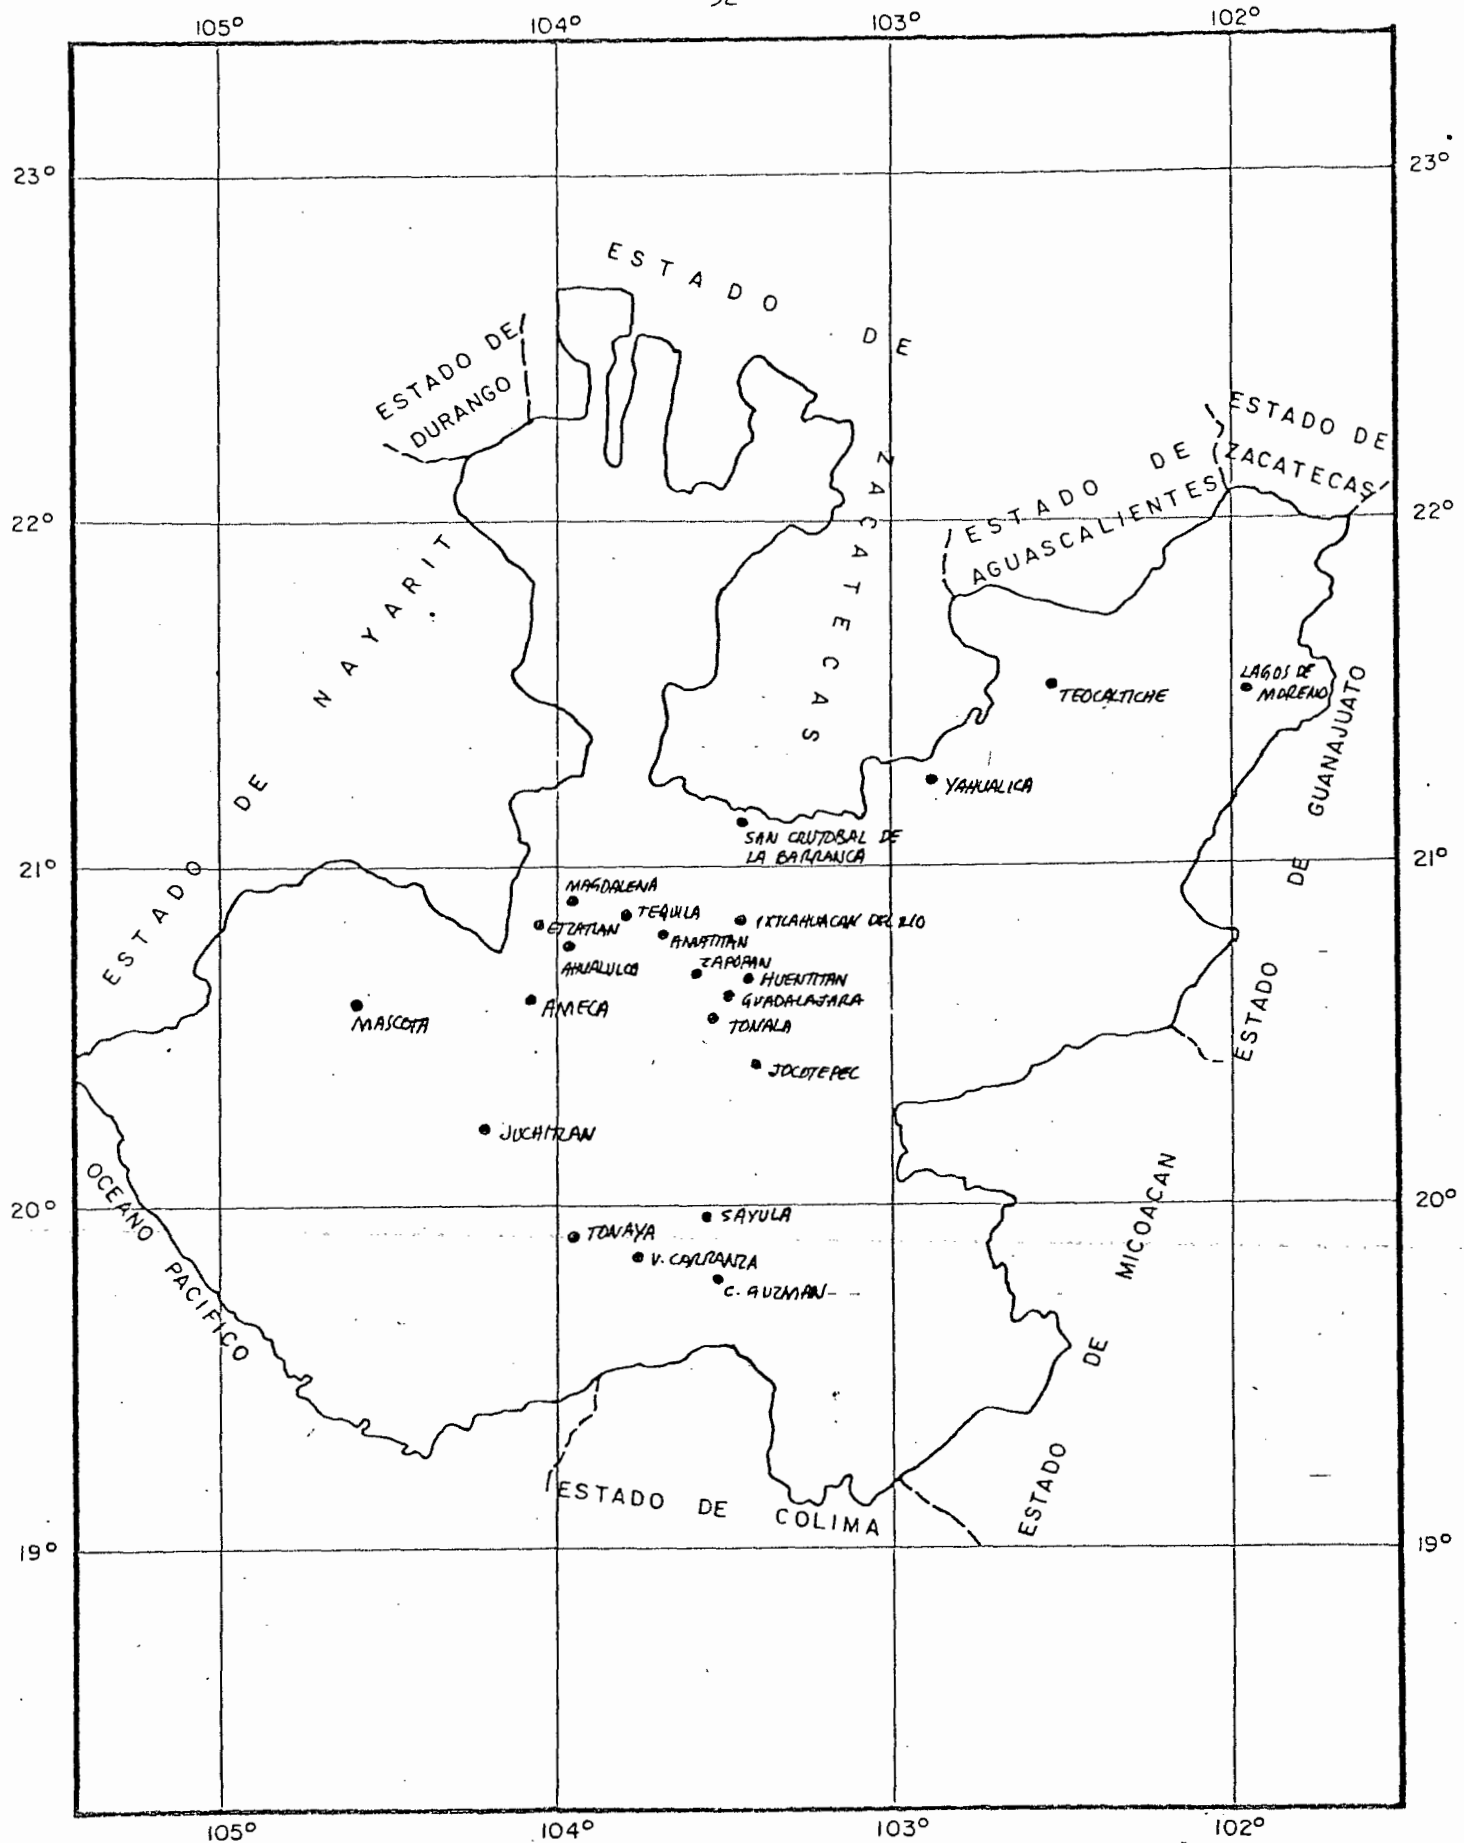 105° 104° 103° 102°
23° 23°
ESTADO DE
ZACATECAS
ESTADO DE
DURANGO
ESTADO DE
ZACATECAS
ESTADO DE
AGUASCALIENTES
22° 22°
ESTADO DE NAYARIT
LAGOS DE
MORENO
TEOCALTICHE
YAHUALICA
ESTADO DE GUANAJUATO
SAN CRISTOBAL DE
LA BARRANCA
21° 21°
MAGDALENA
TEQUILA
IXTLAHUACAN DEL RIO
ETZATLAN
AMATITAN
AHUALULCO
ZAPOPAN
HUENTITAN
GUADALAJARA
AMECA
MASCOTA
TONALA
JOCOTEPEC
JUCHITLAN
20° 20°
OCEANO PACIFICO
SAYULA
TONAYA
V. CARRANZA
C. GUZMAN
ESTADO DE MICOACAN
ESTADO DE COLIMA
19° 19°
105° 104° 103° 102°